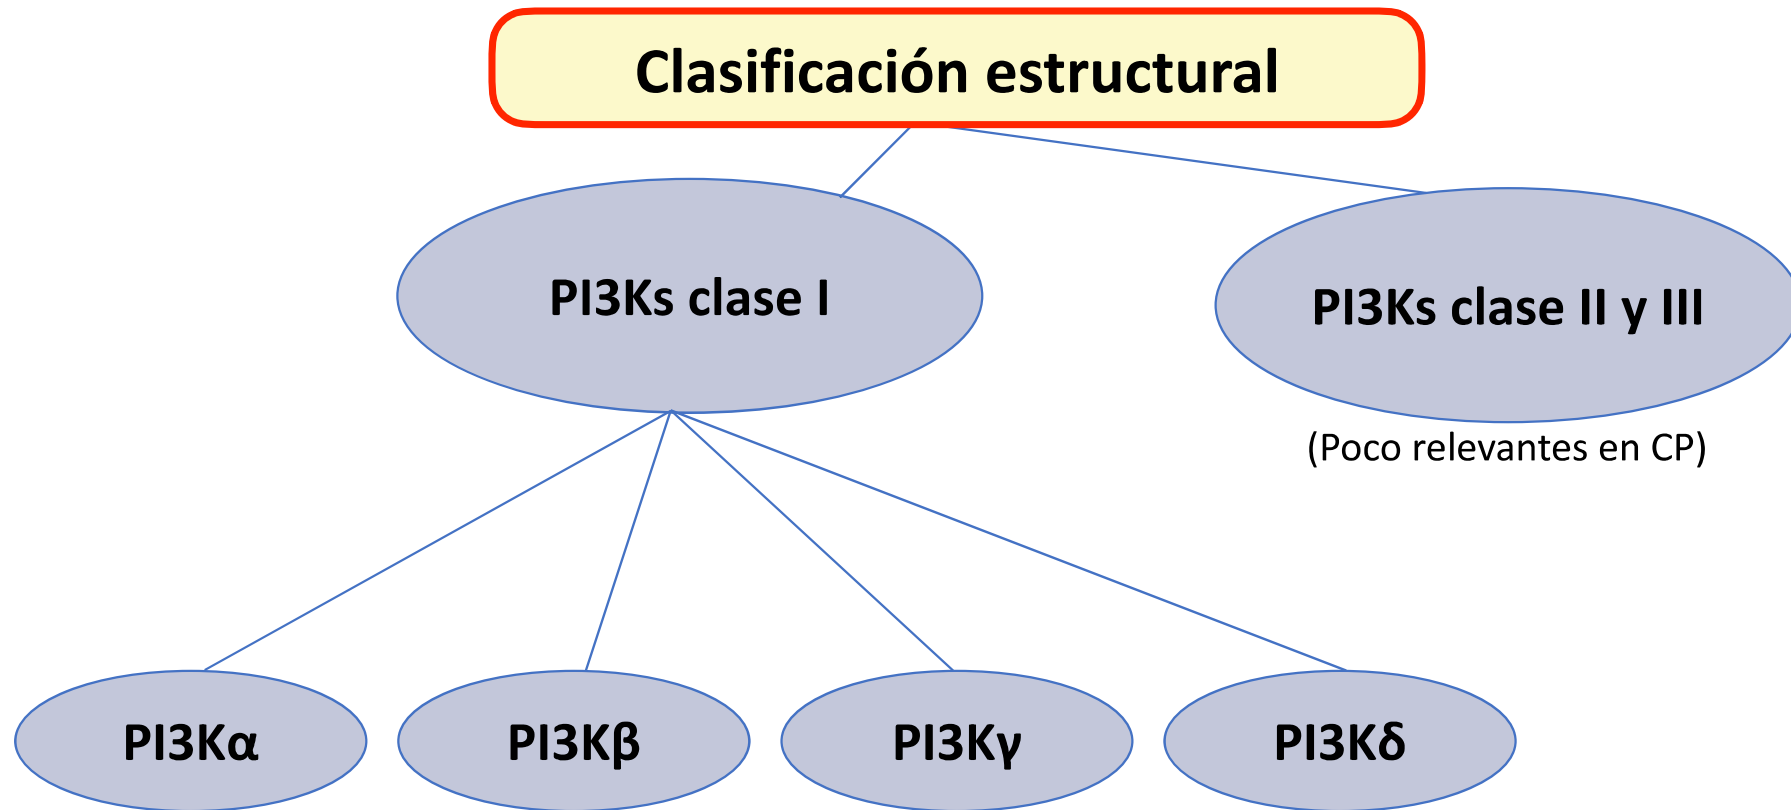 Clasificación estructural
PI3Ks clase I
PI3Ks clase II y III
(Poco relevantes en CP)
PI3Kα
PI3Kβ
PI3Kγ
PI3Kδ